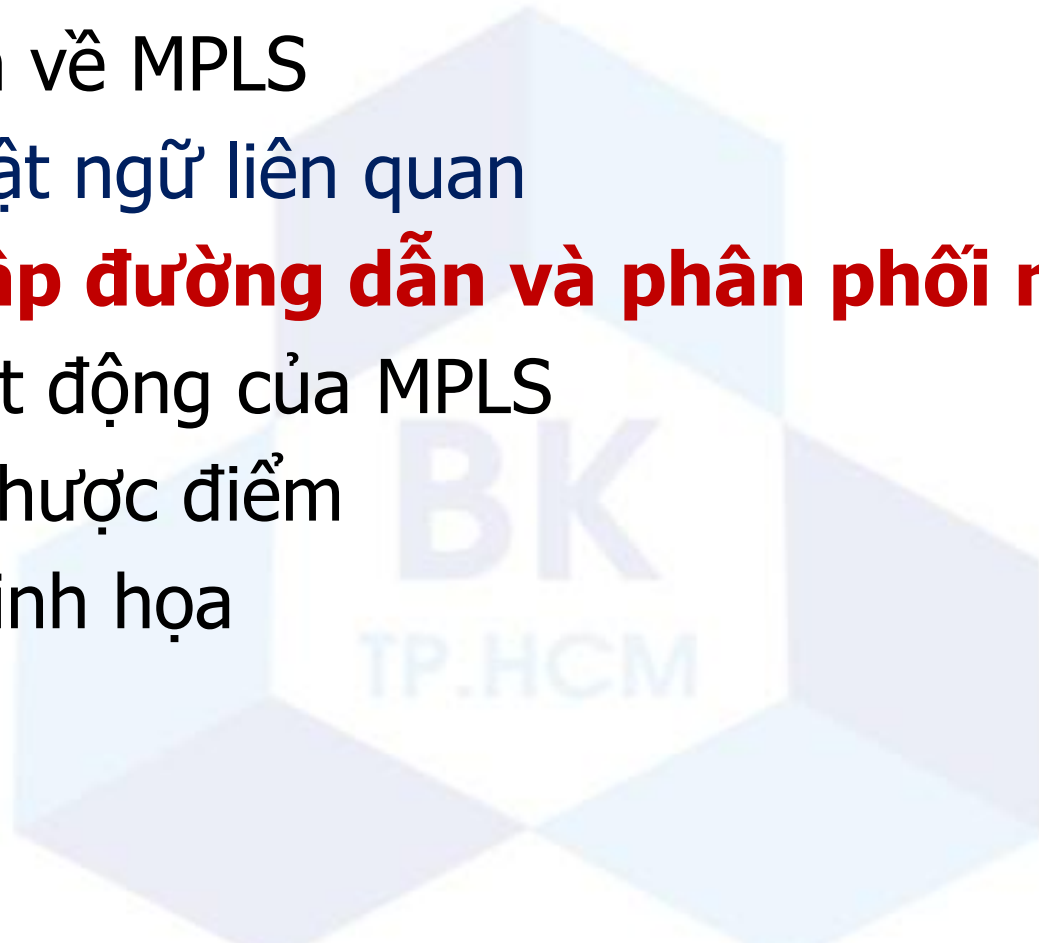 về MPLS
ật ngữ liên quan
ập đường dẫn và phân phối
t động của MPLS
hược điểm
inh họa
BK
TP.HCM